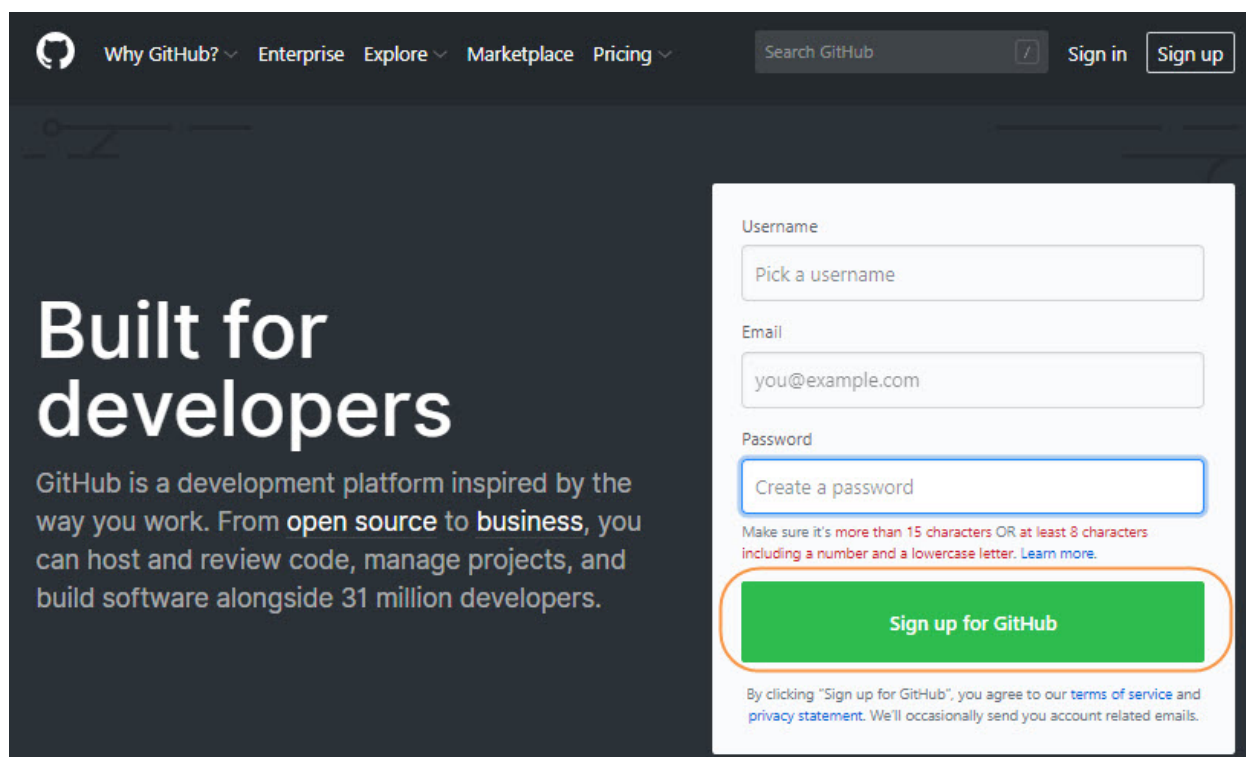 Why GitHub? Enterprise Explore Marketplace Pricing Search GitHub / Sign in Sign up
Built for
developers
GitHub is a development platform inspired by the
way you work. From open source to business, you
can host and review code, manage projects, and
build software alongside 31 million developers.
Username
Pick a username
Email
you@example.com
Password
Create a password
Make sure it's more than 15 characters OR at least 8 characters
including a number and a lowercase letter. Learn more.
Sign up for GitHub
By clicking "Sign up for GitHub", you agree to our terms of service and
privacy statement. We'll occasionally send you account related emails.